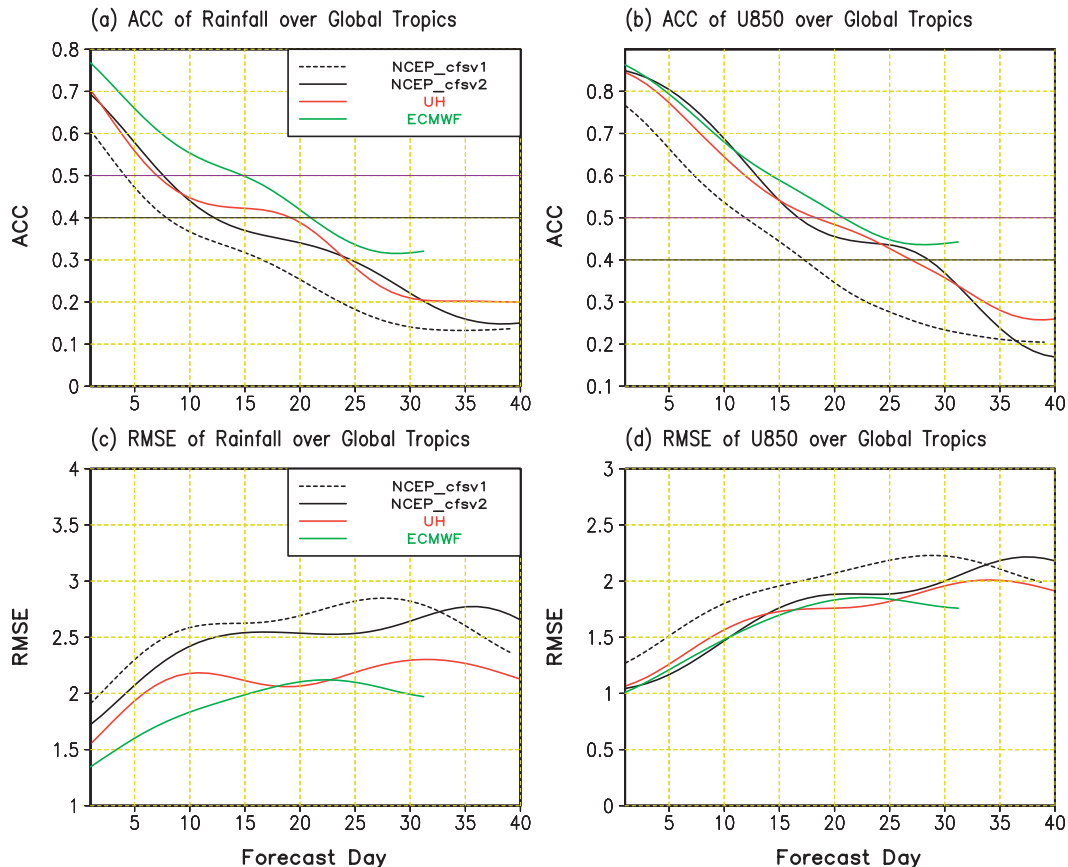 (a) ACC of Rainfall over Global Tropics
0.8
0.7
0.6
0.5
0.4
0.3
0.2
0.1
0
ACC
NCEP_cfsv1
NCEP_cfsv2
UH
ECMWF
5 10 15 20 25 30 35 40
(b) ACC of U850 over Global Tropics
0.8
0.7
0.6
0.5
0.4
0.3
0.2
0.1
ACC
5 10 15 20 25 30 35 40
(c) RMSE of Rainfall over Global Tropics
4
3.5
3
2.5
2
1.5
1
RMSE
NCEP_cfsv1
NCEP_cfsv2
UH
ECMWF
5 10 15 20 25 30 35 40
Forecast Day
(d) RMSE of U850 over Global Tropics
3
2.5
2
1.5
1
0.5
0
RMSE
5 10 15 20 25 30 35 40
Forecast Day